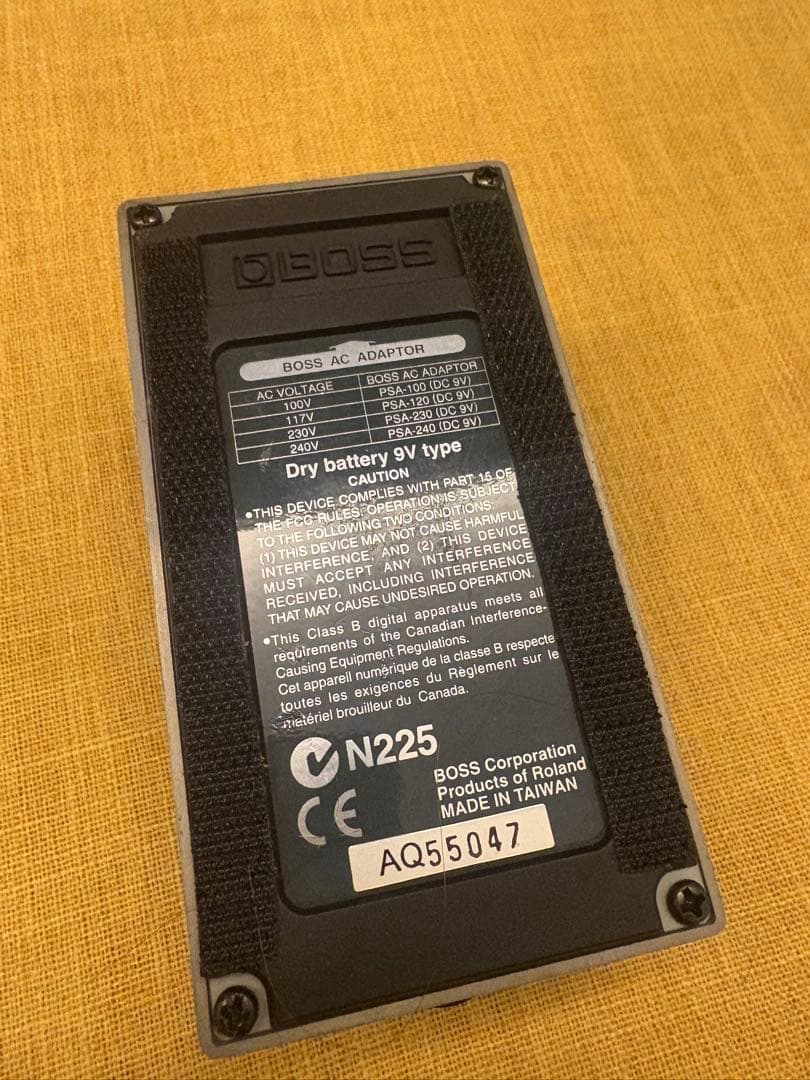 BOSS
BOSS AC ADAPTOR
AC VOLTAGE BOSS AC ADAPTOR
100V PSA-100 (DC 9V)
117V PSA-120 (DC 9V)
230V PSA-230 (DC 9V)
240V PSA-240 (DC 9V)
Dry battery 9V type
CAUTION
●THIS DEVICE COMPLIES WITH PART 15 OF
THE FCC RULES. OPERATION IS SUBJECT
TO THE FOLLOWING TWO CONDITIONS:
(1) THIS DEVICE MAY NOT CAUSE HARMFUL
INTERFERENCE, AND (2) THIS DEVICE
MUST ACCEPT ANY INTERFERENCE
RECEIVED, INCLUDING INTERFERENCE
THAT MAY CAUSE UNDESIRED OPERATION.
●This Class B digital apparatus meets all
requirements of the Canadian Interference-
Causing Equipment Regulations.
Cet appareil numérique de la classe B respecte
toutes les exigences du Règlement sur le
matériel brouilleur du Canada.
N225
CE
BOSS Corporation
Products of Roland
MADE IN TAIWAN
AQ55047